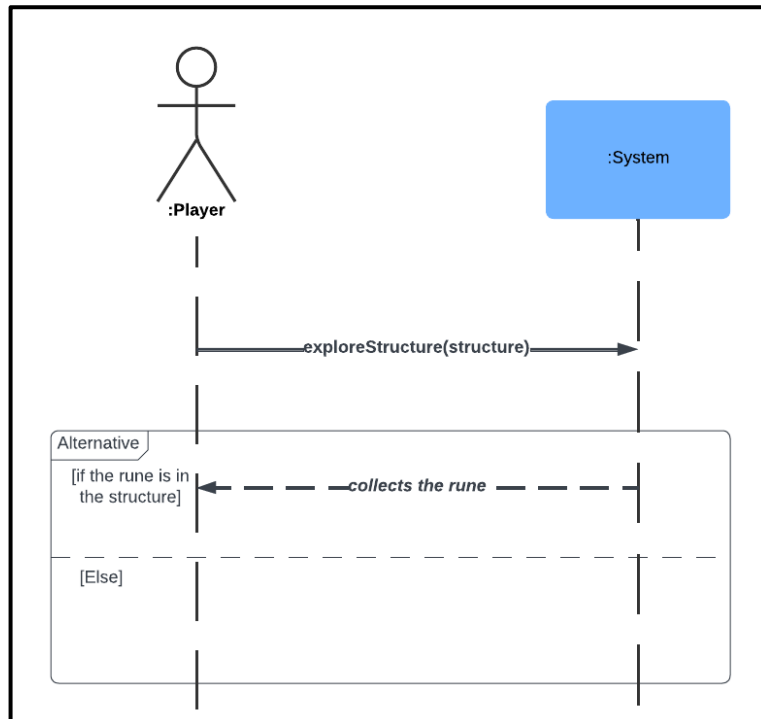 :Player
:System
exploreStructure(structure)
Alternative
[if the rune is in
the structure]
collects the rune
[Else]